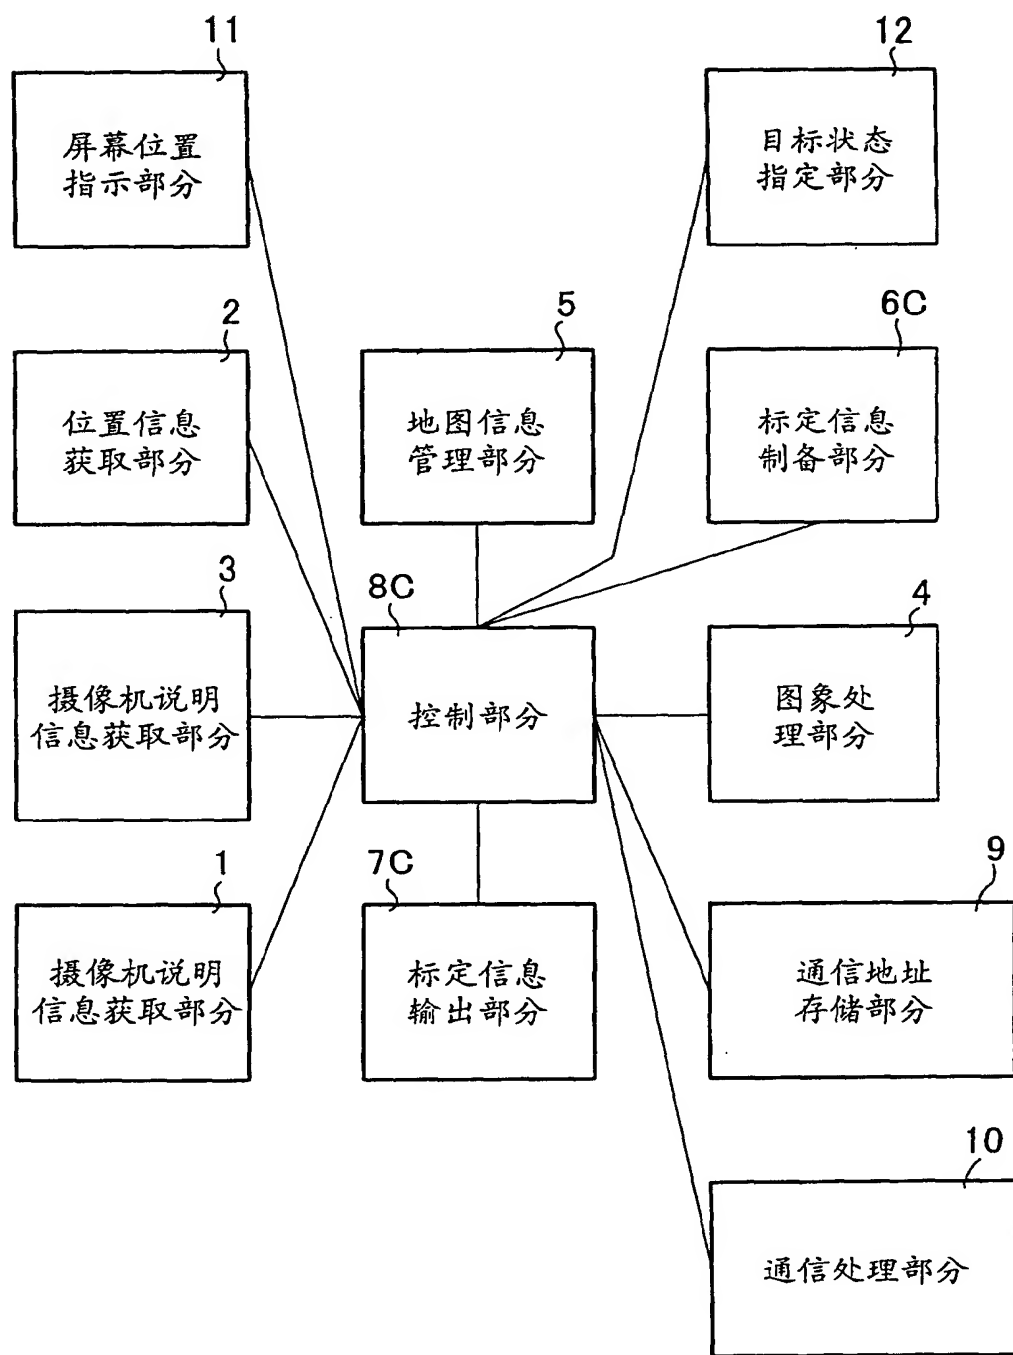 11
屏幕位置
指示部分
12
目标状态
指定部分
2
位置信息
获取部分
5
地图信息
管理部分
6C
标定信息
制备部分
3
摄像机说明
信息获取部分
8C
控制部分
4
图象处
理部分
1
摄像机说明
信息获取部分
7C
标定信息
输出部分
9
通信地址
存储部分
10
通信处理部分